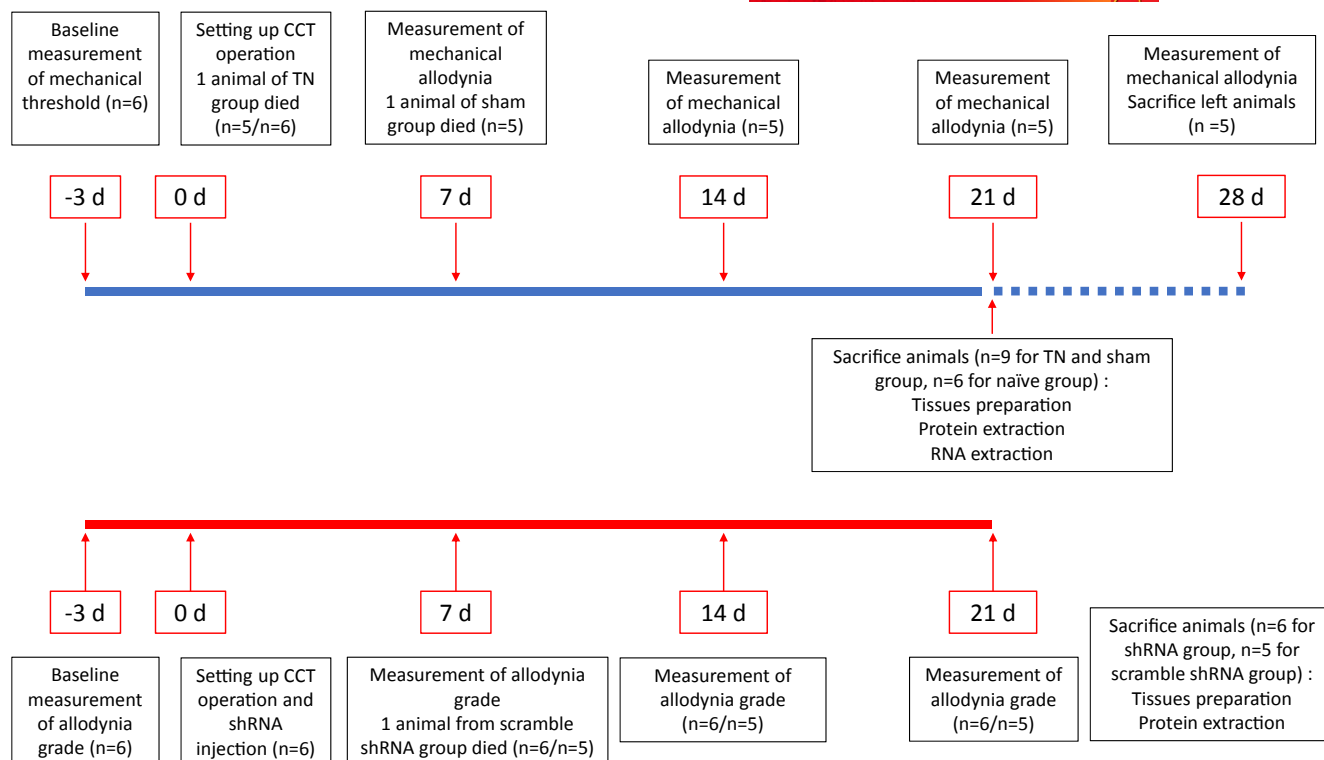 Baseline
measurement
of mechanical
threshold (n=6)
Setting up CCT
operation
1 animal of TN
group died
(n=5/n=6)
Measurement of
mechanical
allodynia
1 animal of sham
group died (n=5)
Measurement
of mechanical
allodynia (n=5)
Measurement
of mechanical
allodynia (n=5)
Measurement of
mechanical allodynia
Sacrifice left animals
(n =5)
-3 d
0 d
7 d
14 d
21 d
28 d
Sacrifice animals (n=9 for TN and sham
group, n=6 for naïve group) :
Tissues preparation
Protein extraction
RNA extraction
-3 d
0 d
7 d
14 d
21 d
Baseline
measurement
of allodynia
grade (n=6)
Setting up CCT
operation and
shRNA
injection (n=6)
Measurement of allodynia
grade
1 animal from scramble
shRNA group died (n=6/n=5)
Measurement of
allodynia grade
(n=6/n=5)
Measurement of
allodynia grade
(n=6/n=5)
Sacrifice animals (n=6 for
shRNA group, n=5 for
scramble shRNA group) :
Tissues preparation
Protein extraction